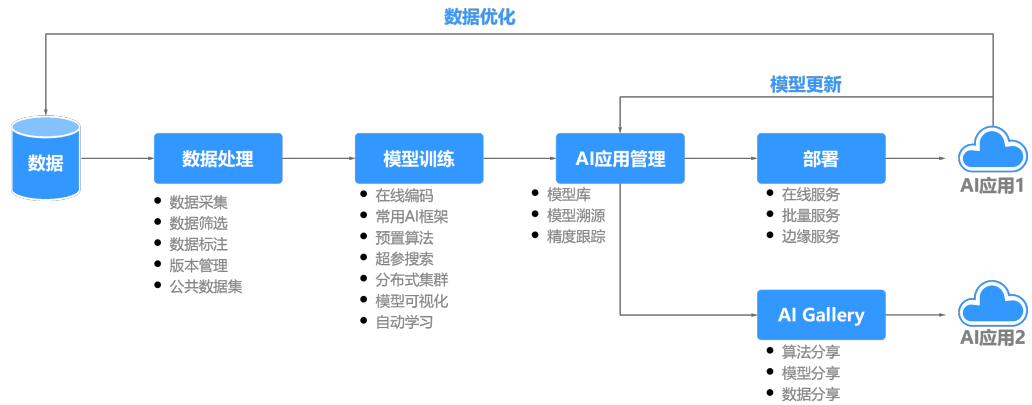 数据优化
模型更新
数据
数据处理
数据采集
数据筛选
数据标注
版本管理
公共数据集
模型训练
在线编码
常用AI框架
预置算法
超参搜索
分布式集群
模型可视化
自动学习
AI应用管理
模型库
模型溯源
精度跟踪
部署
在线服务
批量服务
边缘服务
AI应用1
AI Gallery
算法分享
模型分享
数据分享
AI应用2